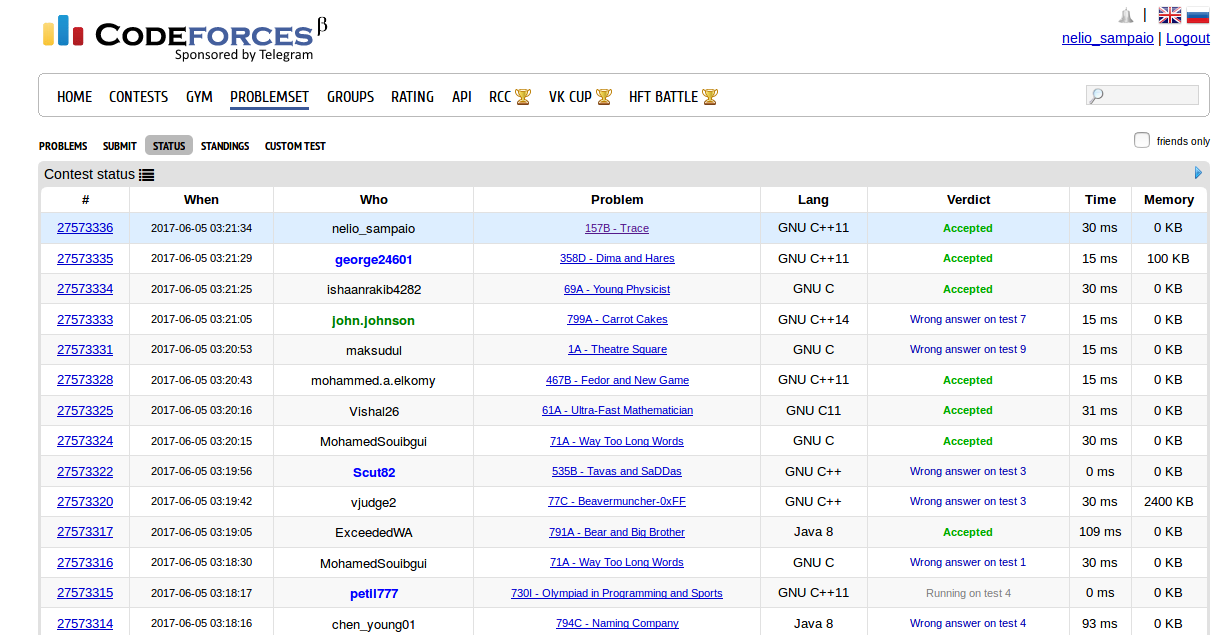 CODEFORCES β
Sponsored by Telegram
nelio_sampaio | Logout
HOME CONTESTS GYM PROBLEMSET GROUPS RATING API RCC VK CUP HFT BATTLE
PROBLEMS SUBMIT STATUS STANDINGS CUSTOM TEST friends only
Contest status
# When Who Problem Lang Verdict Time Memory
27573336 2017-06-05 03:21:34 nelio_sampaio 157B - Trace GNU C++11 Accepted 30 ms 0 KB
27573335 2017-06-05 03:21:29 george24601 358D - Dima and Hares GNU C++11 Accepted 15 ms 100 KB
27573334 2017-06-05 03:21:25 ishaanrakib4282 69A - Young Physicist GNU C Accepted 30 ms 0 KB
27573333 2017-06-05 03:21:05 john.johnson 799A - Carrot Cakes GNU C++14 Wrong answer on test 7 15 ms 0 KB
27573331 2017-06-05 03:20:53 maksudul 1A - Theatre Square GNU C Wrong answer on test 9 15 ms 0 KB
27573328 2017-06-05 03:20:43 mohammed.a.elkomy 467B - Fedor and New Game GNU C++11 Accepted 15 ms 0 KB
27573325 2017-06-05 03:20:16 Vishal26 61A - Ultra-Fast Mathematician GNU C11 Accepted 31 ms 0 KB
27573324 2017-06-05 03:20:15 MohamedSouibgui 71A - Way Too Long Words GNU C Accepted 30 ms 0 KB
27573322 2017-06-05 03:19:56 Scut82 535B - Tavas and SaDDas GNU C++ Wrong answer on test 3 0 ms 0 KB
27573320 2017-06-05 03:19:42 vjudge2 77C - Beavermuncher-0xFF GNU C++ Wrong answer on test 3 30 ms 2400 KB
27573317 2017-06-05 03:19:05 ExceededWA 791A - Bear and Big Brother Java 8 Accepted 109 ms 0 KB
27573316 2017-06-05 03:18:30 MohamedSouibgui 71A - Way Too Long Words GNU C Wrong answer on test 1 30 ms 0 KB
27573315 2017-06-05 03:18:17 petll777 730I - Olympiad in Programming and Sports GNU C++11 Running on test 4 0 ms 0 KB
27573314 2017-06-05 03:18:16 chen_young01 794C - Naming Company Java 8 Wrong answer on test 4 93 ms 0 KB